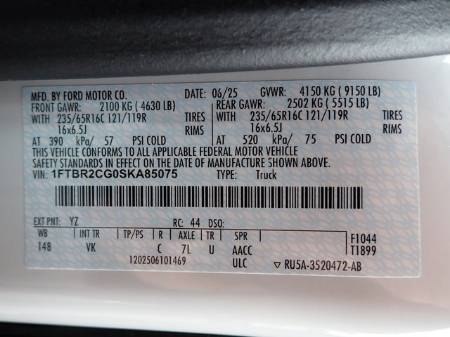 MFD. BY FORD MOTOR CO. DATE: 06/25 GVWR: 4150 KG ( 9150 LB)
FRONT GAWR: 2100 KG ( 4630 LB) REAR GAWR: 2502 KG ( 5515 LB)
WITH 235/65R16C 121/119R TIRES WITH 235/65R16C 121/119R TIRES
16x6.5J RIMS 16x6.5J RIMS
AT 390 kPa/ 57 PSI COLD AT 520 kPa/ 75 PSI COLD
THIS VEHICLE CONFORMS TO ALL APPLICABLE FEDERAL MOTOR VEHICLE
SAFETY STANDARDS IN EFFECT ON THE DATE OF MANUFACTURE SHOWN ABOVE.
VIN: 1FTBR2CG0SKA85075 TYPE: Truck
EXT PNT: YZ RC: 44 DSO:
WB INT TR TP/PS R AXLE TR SPR F1044
148 VK C 7L U AACC T1899
1202506101469 ULC RU5A-3520472-AB